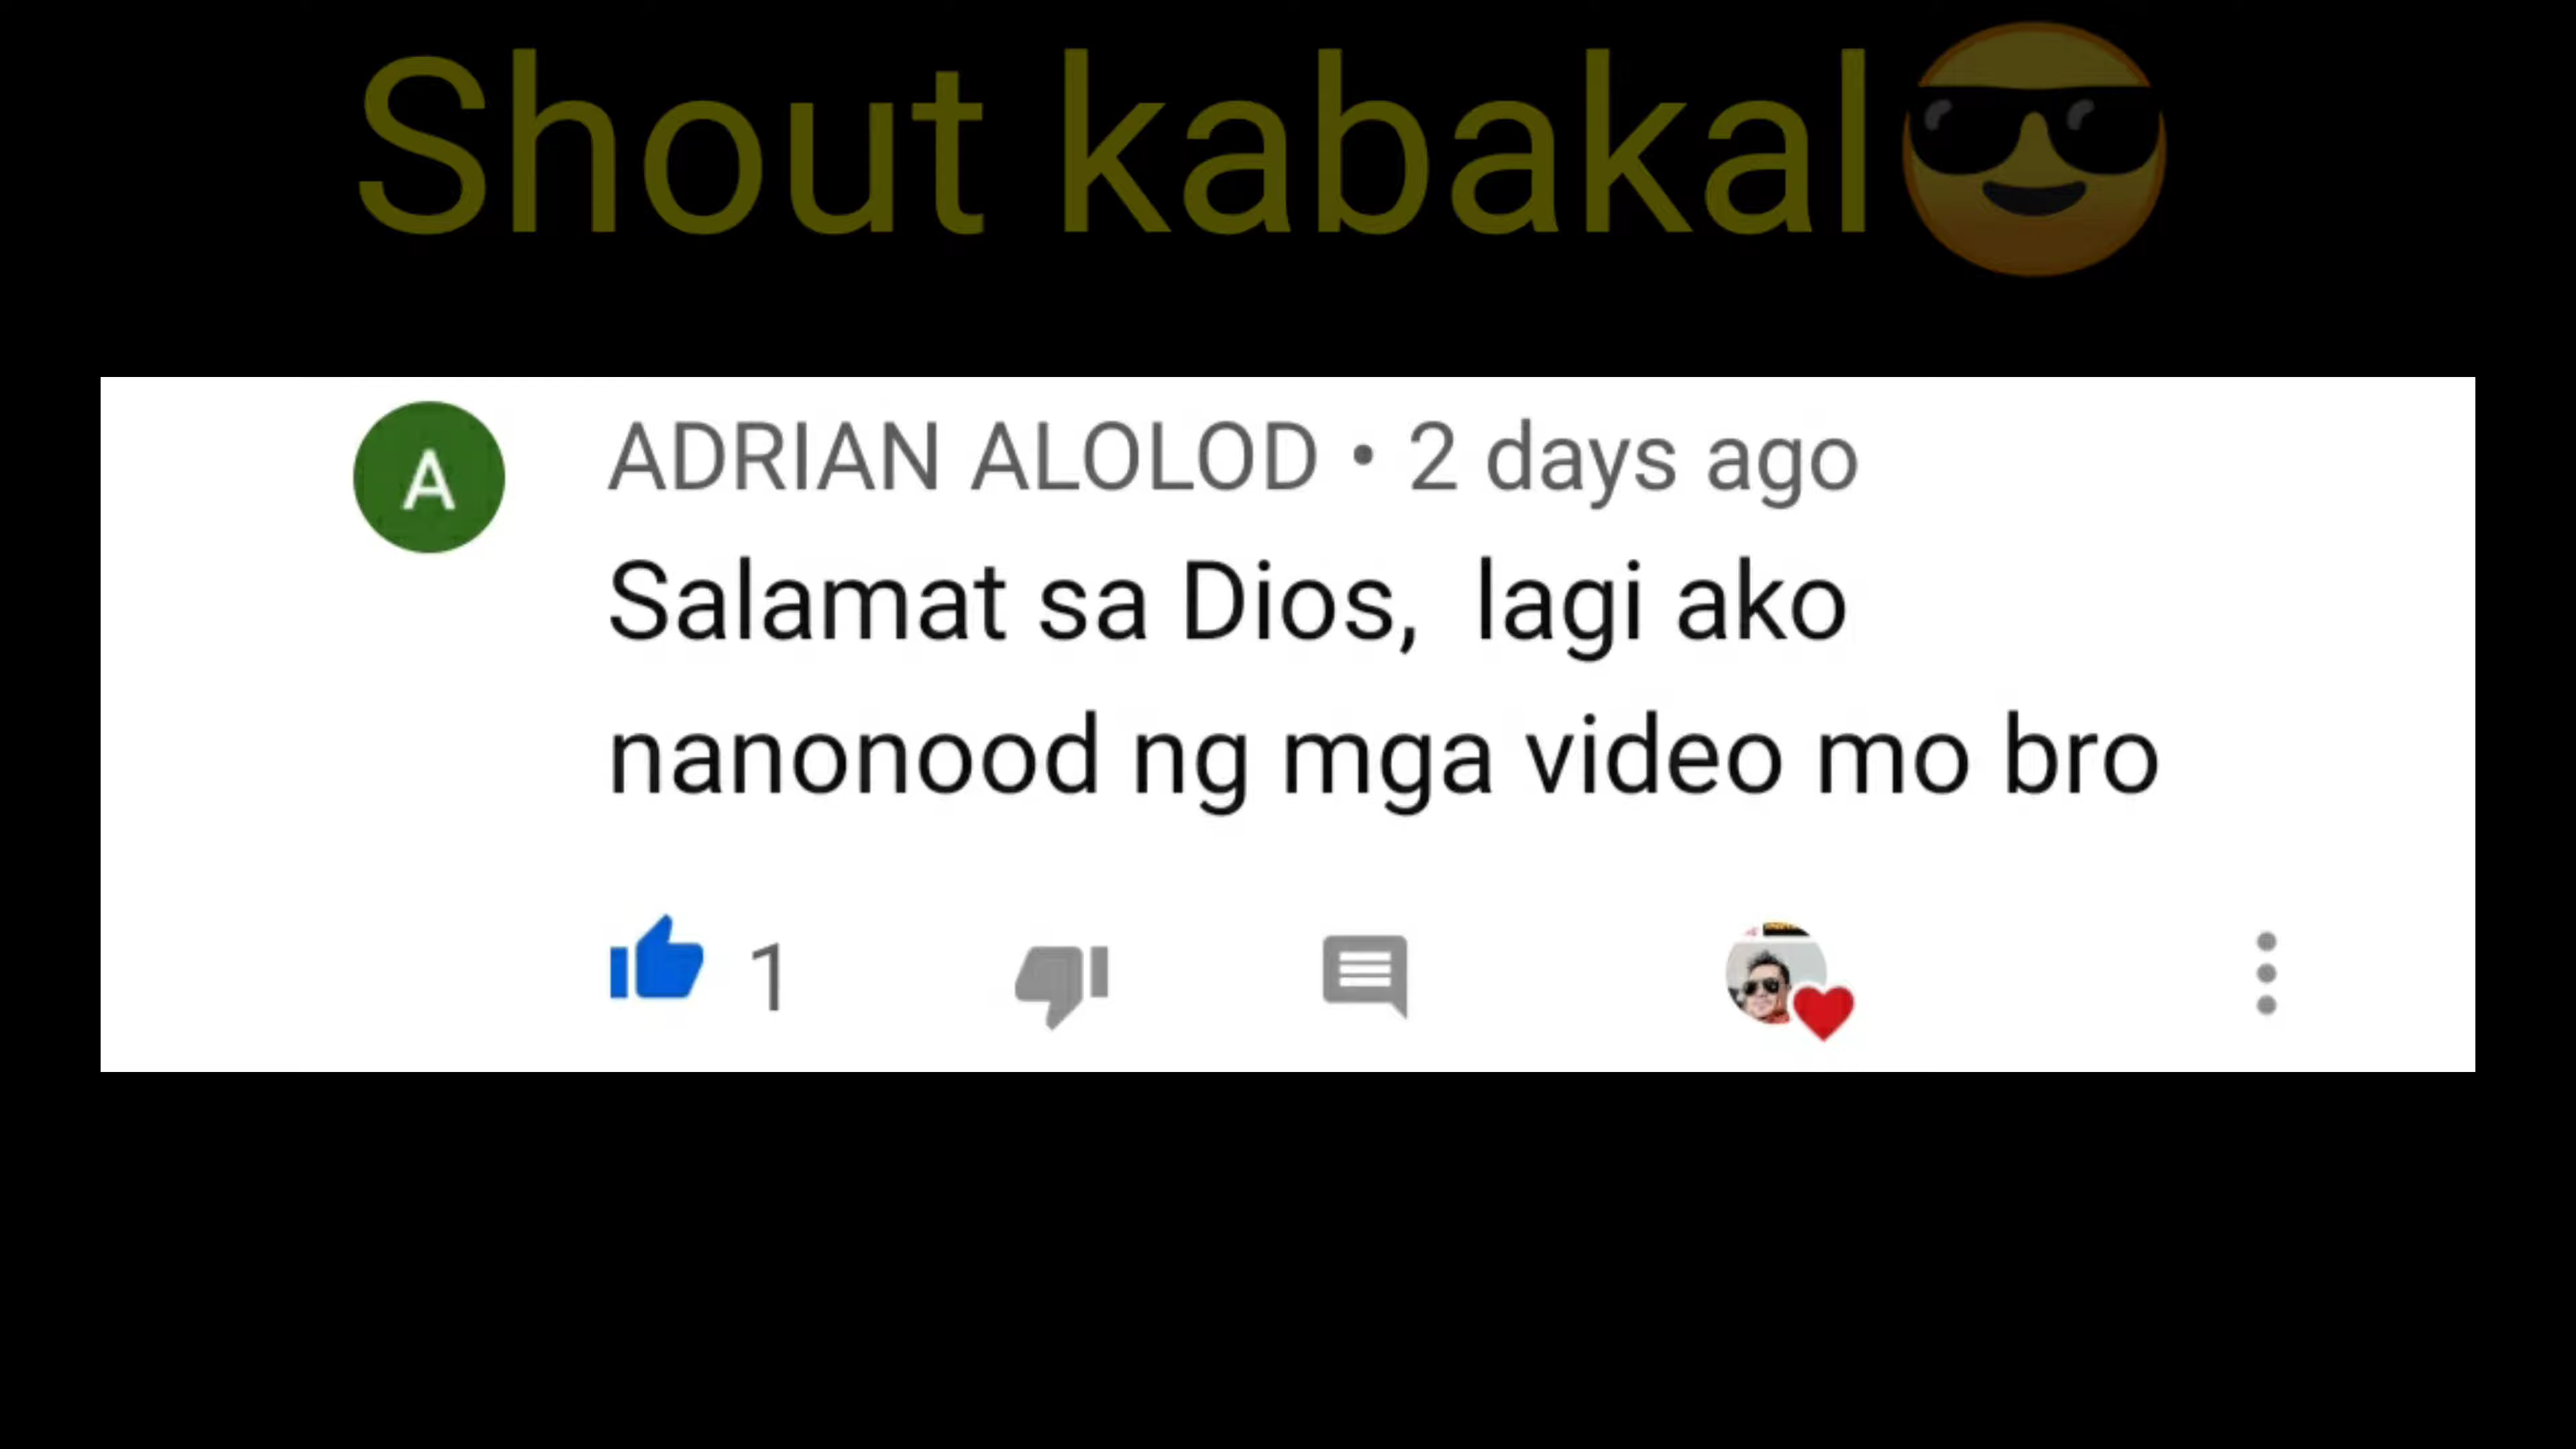 Shout kabakal😎
A
ADRIAN ALOLOD • 2 days ago
Salamat sa Dios,  lagi ako
nanonood ng mga video mo bro
1